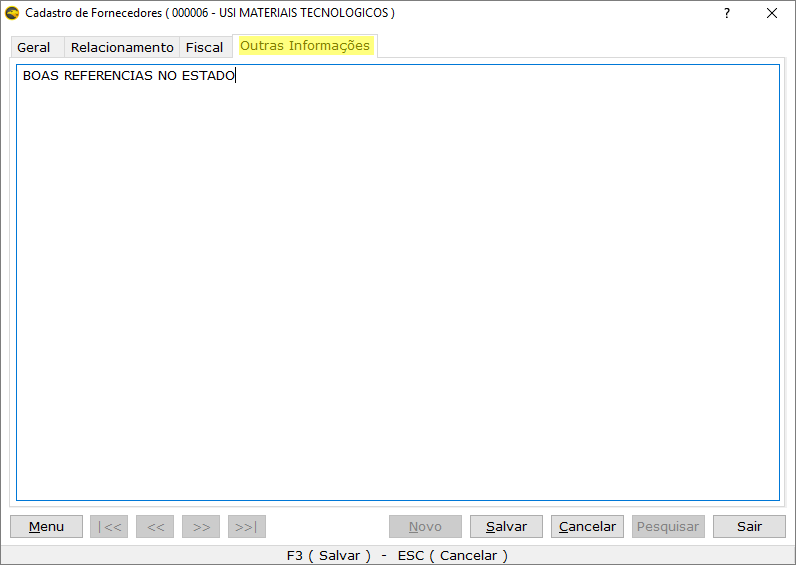 Cadastro de Fornecedores ( 000006 - USI MATERIAIS TECNOLOGICOS ) ?
Geral Relacionamento Fiscal Outras Informações
BOAS REFERENCIAS NO ESTADO
Menu |<< << >> >>| Novo Salvar Cancelar Pesquisar Sair
F3 ( Salvar ) - ESC ( Cancelar )